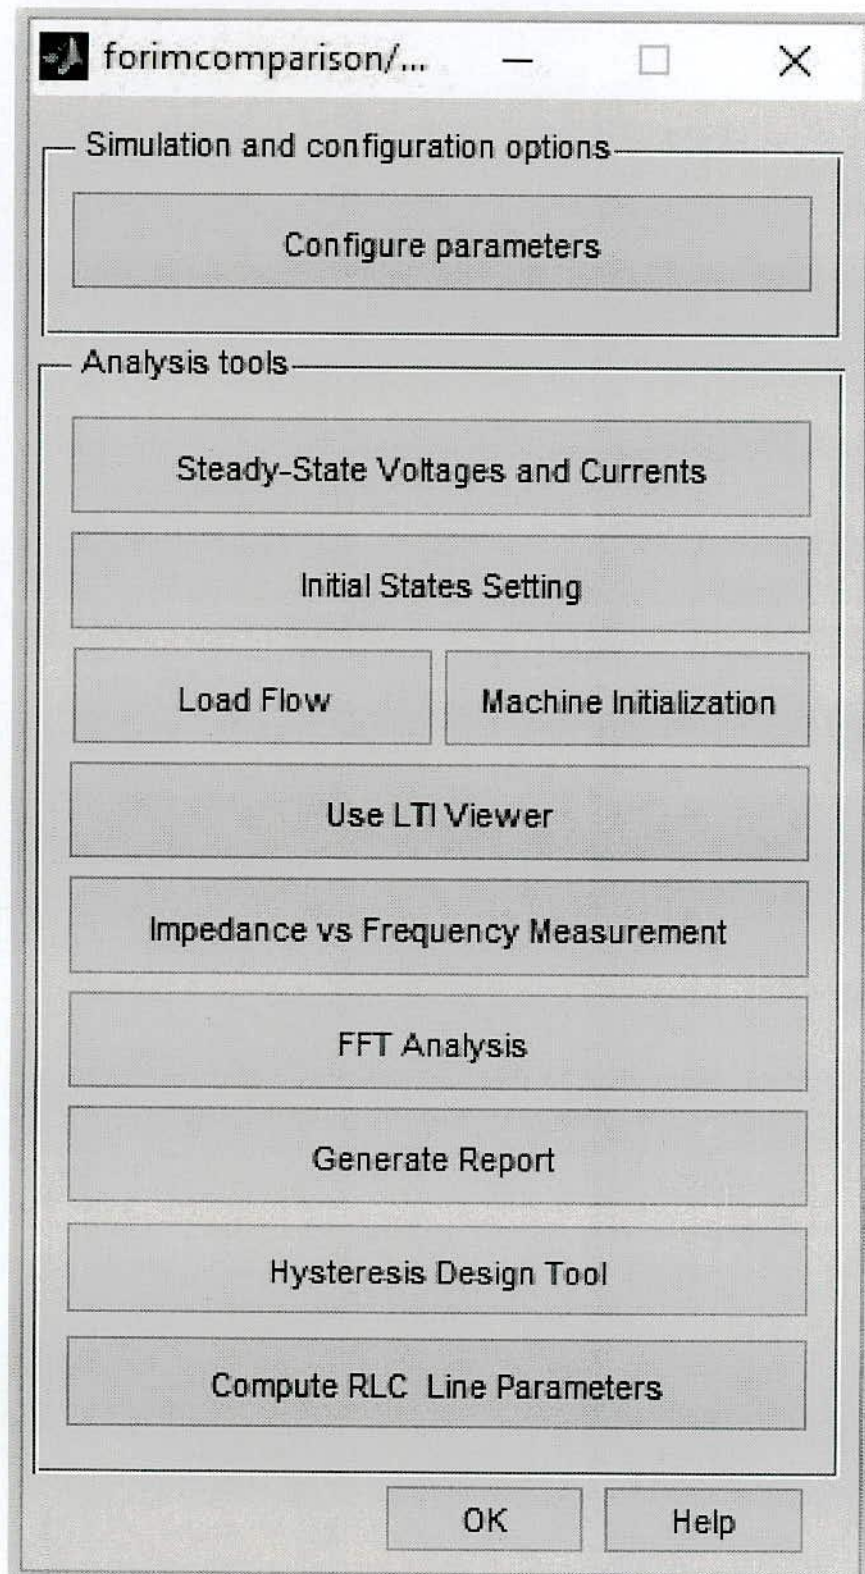 forimcomparison/...
Simulation and configuration options
Configure parameters
Analysis tools
Steady-State Voltages and Currents
Initial States Setting
Load Flow
Machine Initialization
Use LTI Viewer
Impedance vs Frequency Measurement
FFT Analysis
Generate Report
Hysteresis Design Tool
Compute RLC  Line Parameters
OK
Help